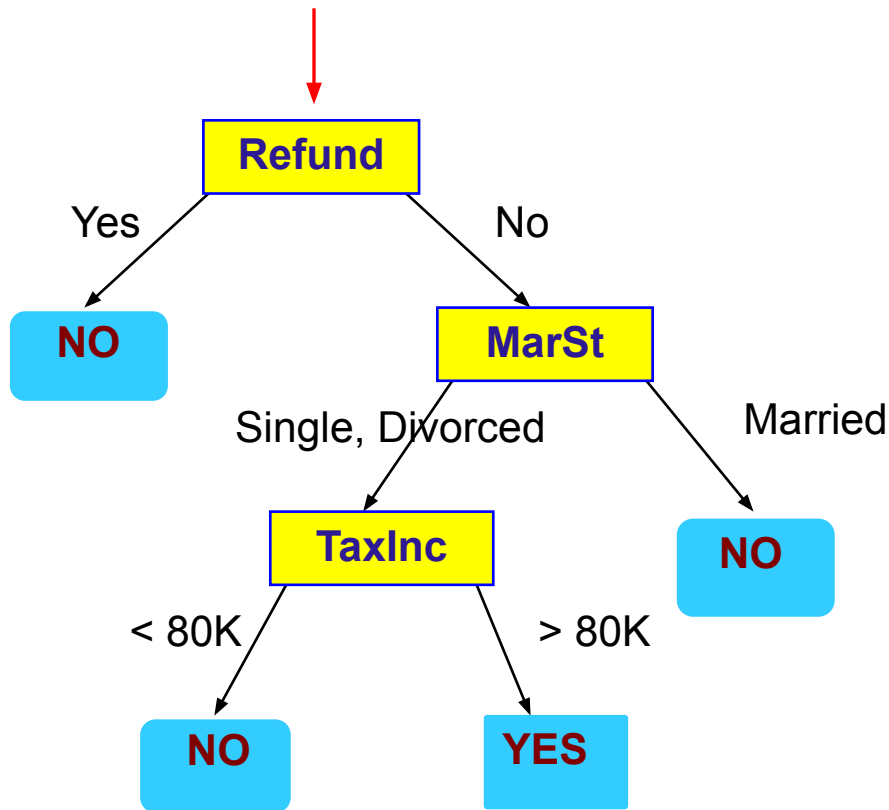 Refund
Yes
No
NO
MarSt
Single, Divorced
Married
TaxInc
NO
< 80K
> 80K
NO
YES